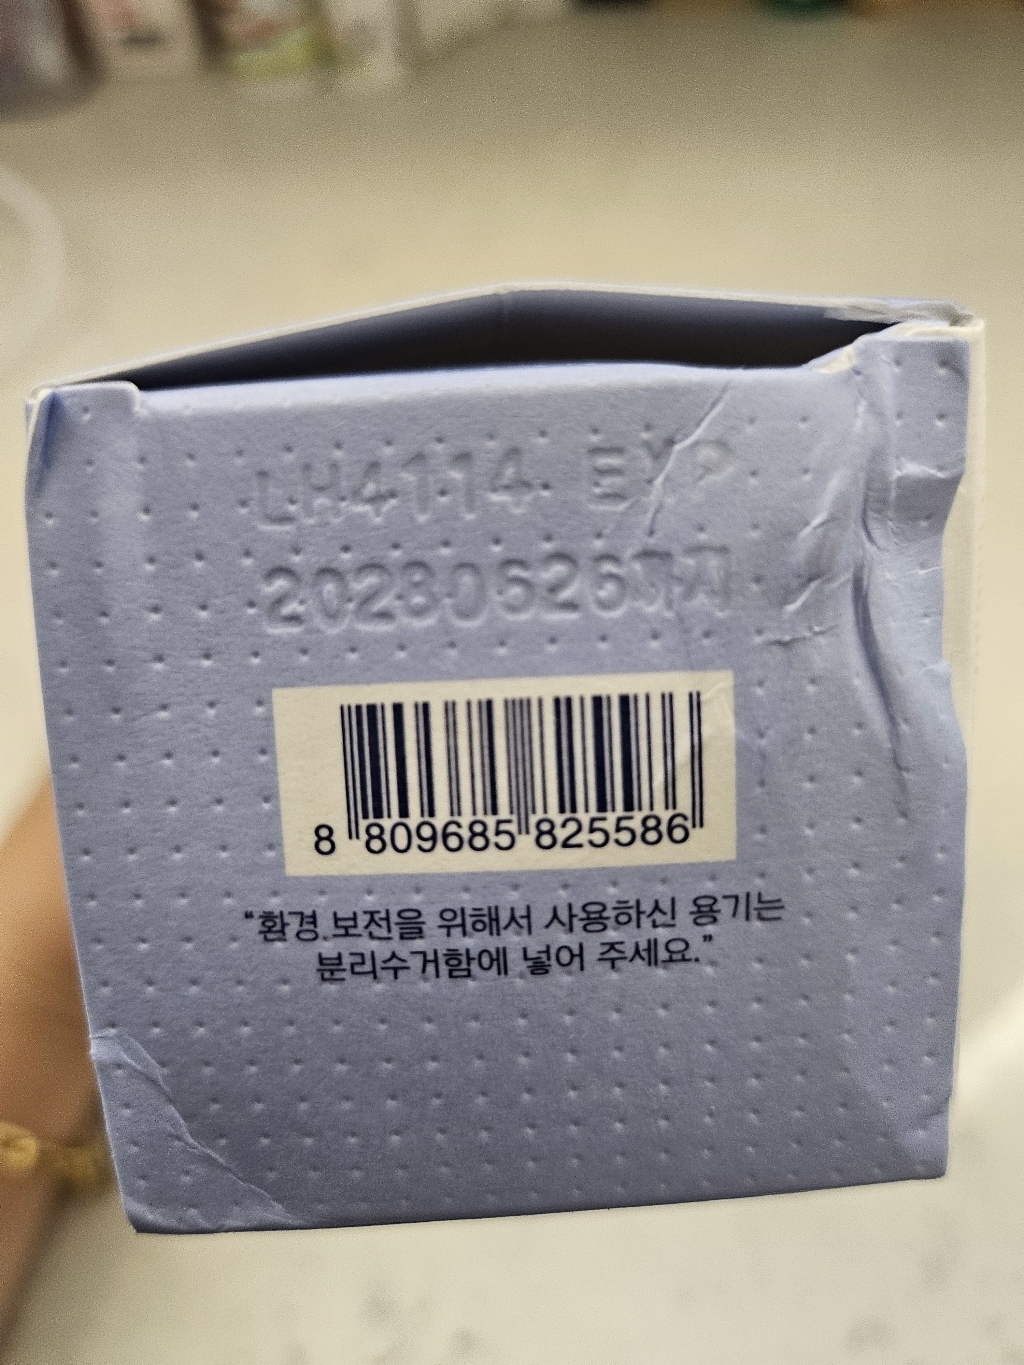 LH4114 EXP
20280626까지
8 809685 825586
“환경 보전을 위해서 사용하신 용기는
분리수거함에 넣어 주세요.”